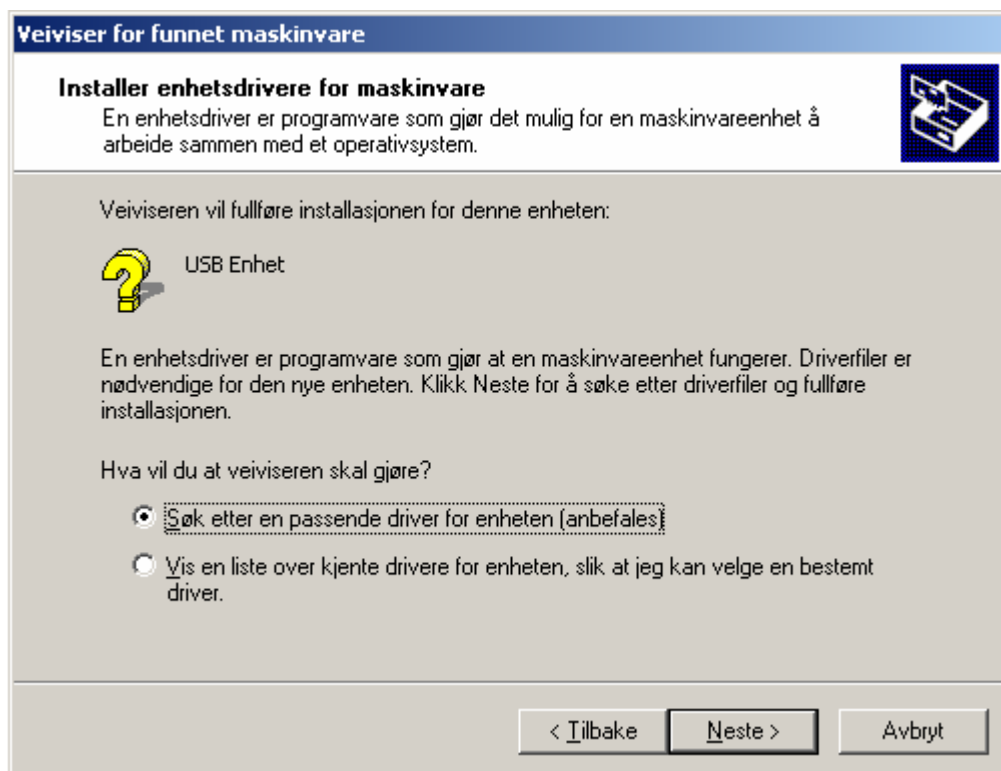 Veiviser for funnet maskinvare
Installer enhetsdrivere for maskinvare
En enhetsdriver er programvare som gjør det mulig for en maskinvareenhet å
arbeide sammen med et operativsystem.
Veiviseren vil fullføre installasjonen for denne enheten:
USB Enhet
En enhetsdriver er programvare som gjør at en maskinvareenhet fungerer. Driverfiler er
nødvendige for den nye enheten. Klikk Neste for å søke etter driverfiler og fullføre
installasjonen.
Hva vil du at veiviseren skal gjøre?
Søk etter en passende driver for enheten (anbefales)
Vis en liste over kjente drivere for enheten, slik at jeg kan velge en bestemt
driver.
< Tilbake Neste > Avbryt